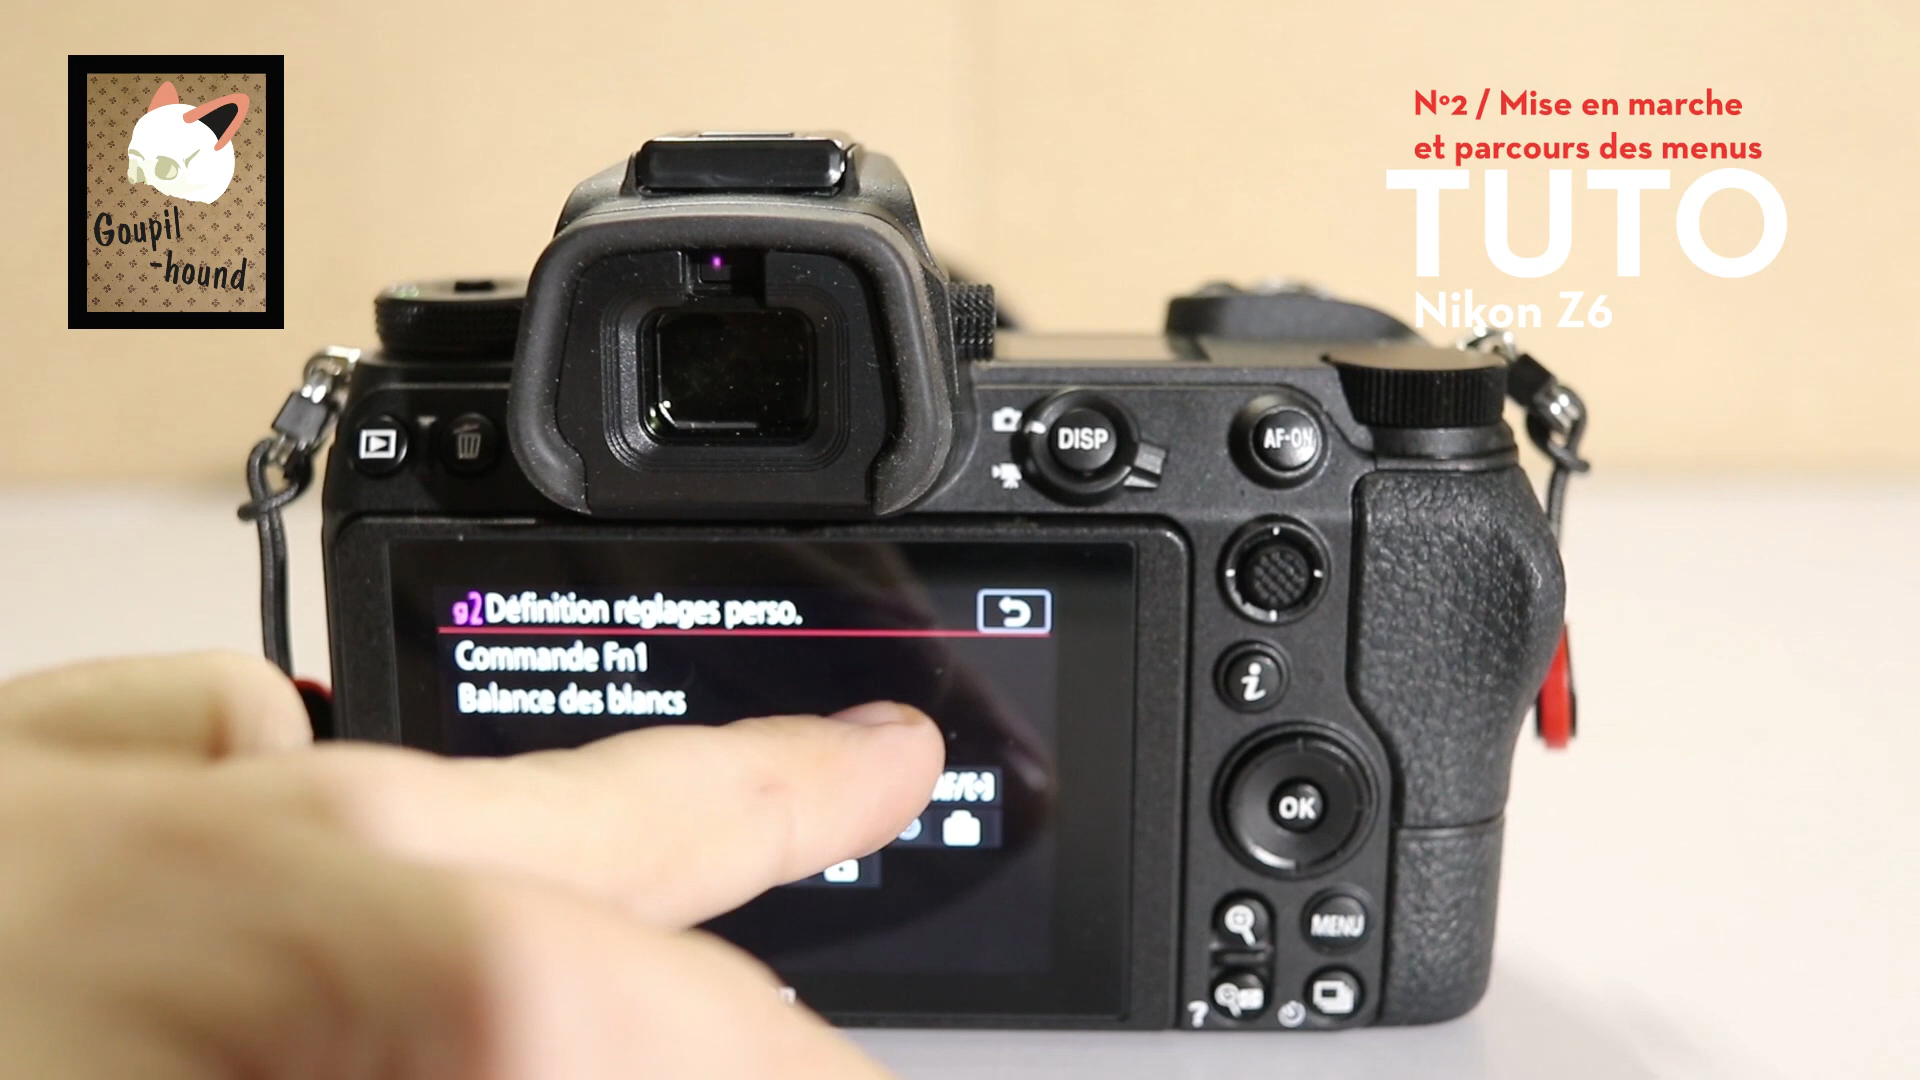 Goupil
-hound
Nº2 / Mise en marche
et parcours des menus
TUTO
Nikon Z6
DISP
AF-ON
g2 Définition réglages perso.
Commande Fn1
Balance des blancs
i
OK
MENU
?